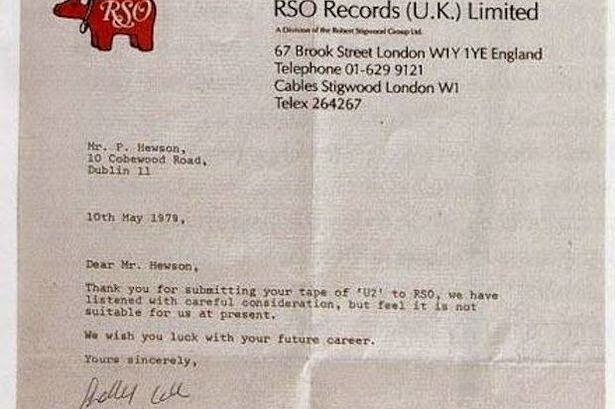 RSO
RSO Records (U.K.) Limited
A Division of the Robert Stigwood Group Ltd.
67 Brook Street London W1Y 1YE England
Telephone 01-629 9121
Cables Stigwood London W1
Telex 264267
Mr. P. Hewson,
10 Cobewood Road,
Dublin 11
10th May 1979,
Dear Mr. Hewson,
Thank you for submitting your tape of 'U2' to RSO, we have
listened with careful consideration, but feel it is not
suitable for us at present.
We wish you luck with your future career.
Yours sincerely,